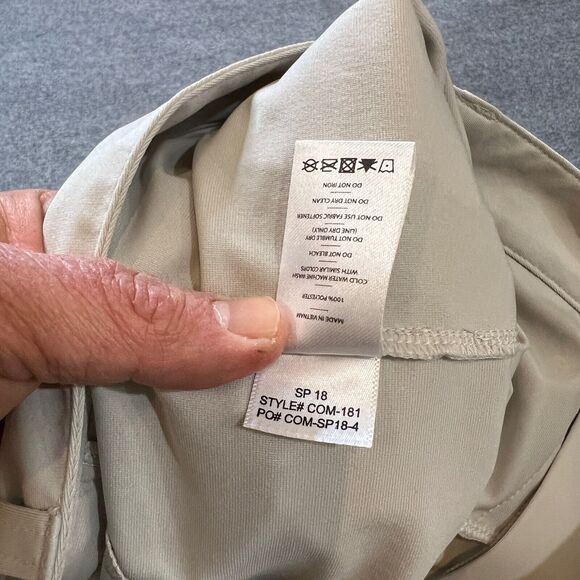 MADE IN VIETNAM
100% POLYESTER
COLD WATER MACHINE WASH
WITH SIMILAR COLORS
DO NOT BLEACH
DO NOT TUMBLE DRY
(LINE DRY ONLY)
DO NOT USE FABRIC SOFTENER
DO NOT DRY CLEAN
DO NOT IRON
SP 18
STYLE# COM-181
PO# COM-SP18-4